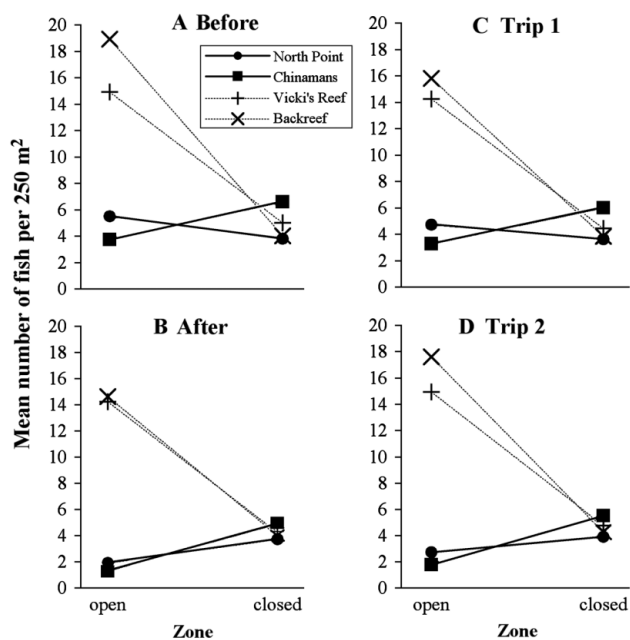 A Before
North Point
Chinamans
Vicki's Reef
Backreef
20
18
16
14
12
10
8
6
4
2
0
C Trip 1
20
18
16
14
12
10
8
6
4
2
0
Mean number of fish per 250 m²
B After
20
18
16
14
12
10
8
6
4
2
0
open
closed
Zone
D Trip 2
20
18
16
14
12
10
8
6
4
2
0
open
closed
Zone